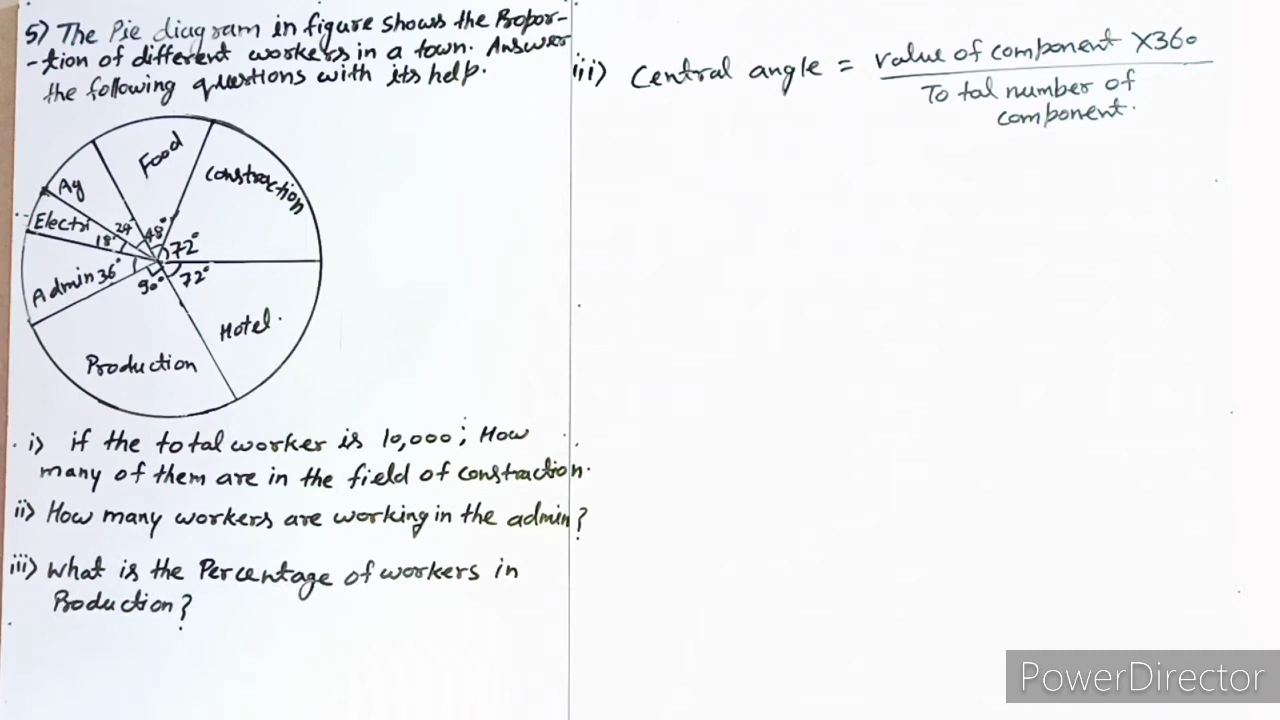 5) The Pie diagram in figure shows the Propor-
-tion of different workers in a town. Answer
the following questions with its help.
Food
Constraction
Ag
Electri
24°
48°
18°
72°
Admin 36°
90°
72°
Hotel.
Production
i) if the total worker is 10,000; How
many of them are in the field of constraction.
ii) How many workers are working in the admin?
iii) What is the Percentage of workers in
Production?
iii) Central angle = value of component X360
To tal number of
component.
PowerDirector